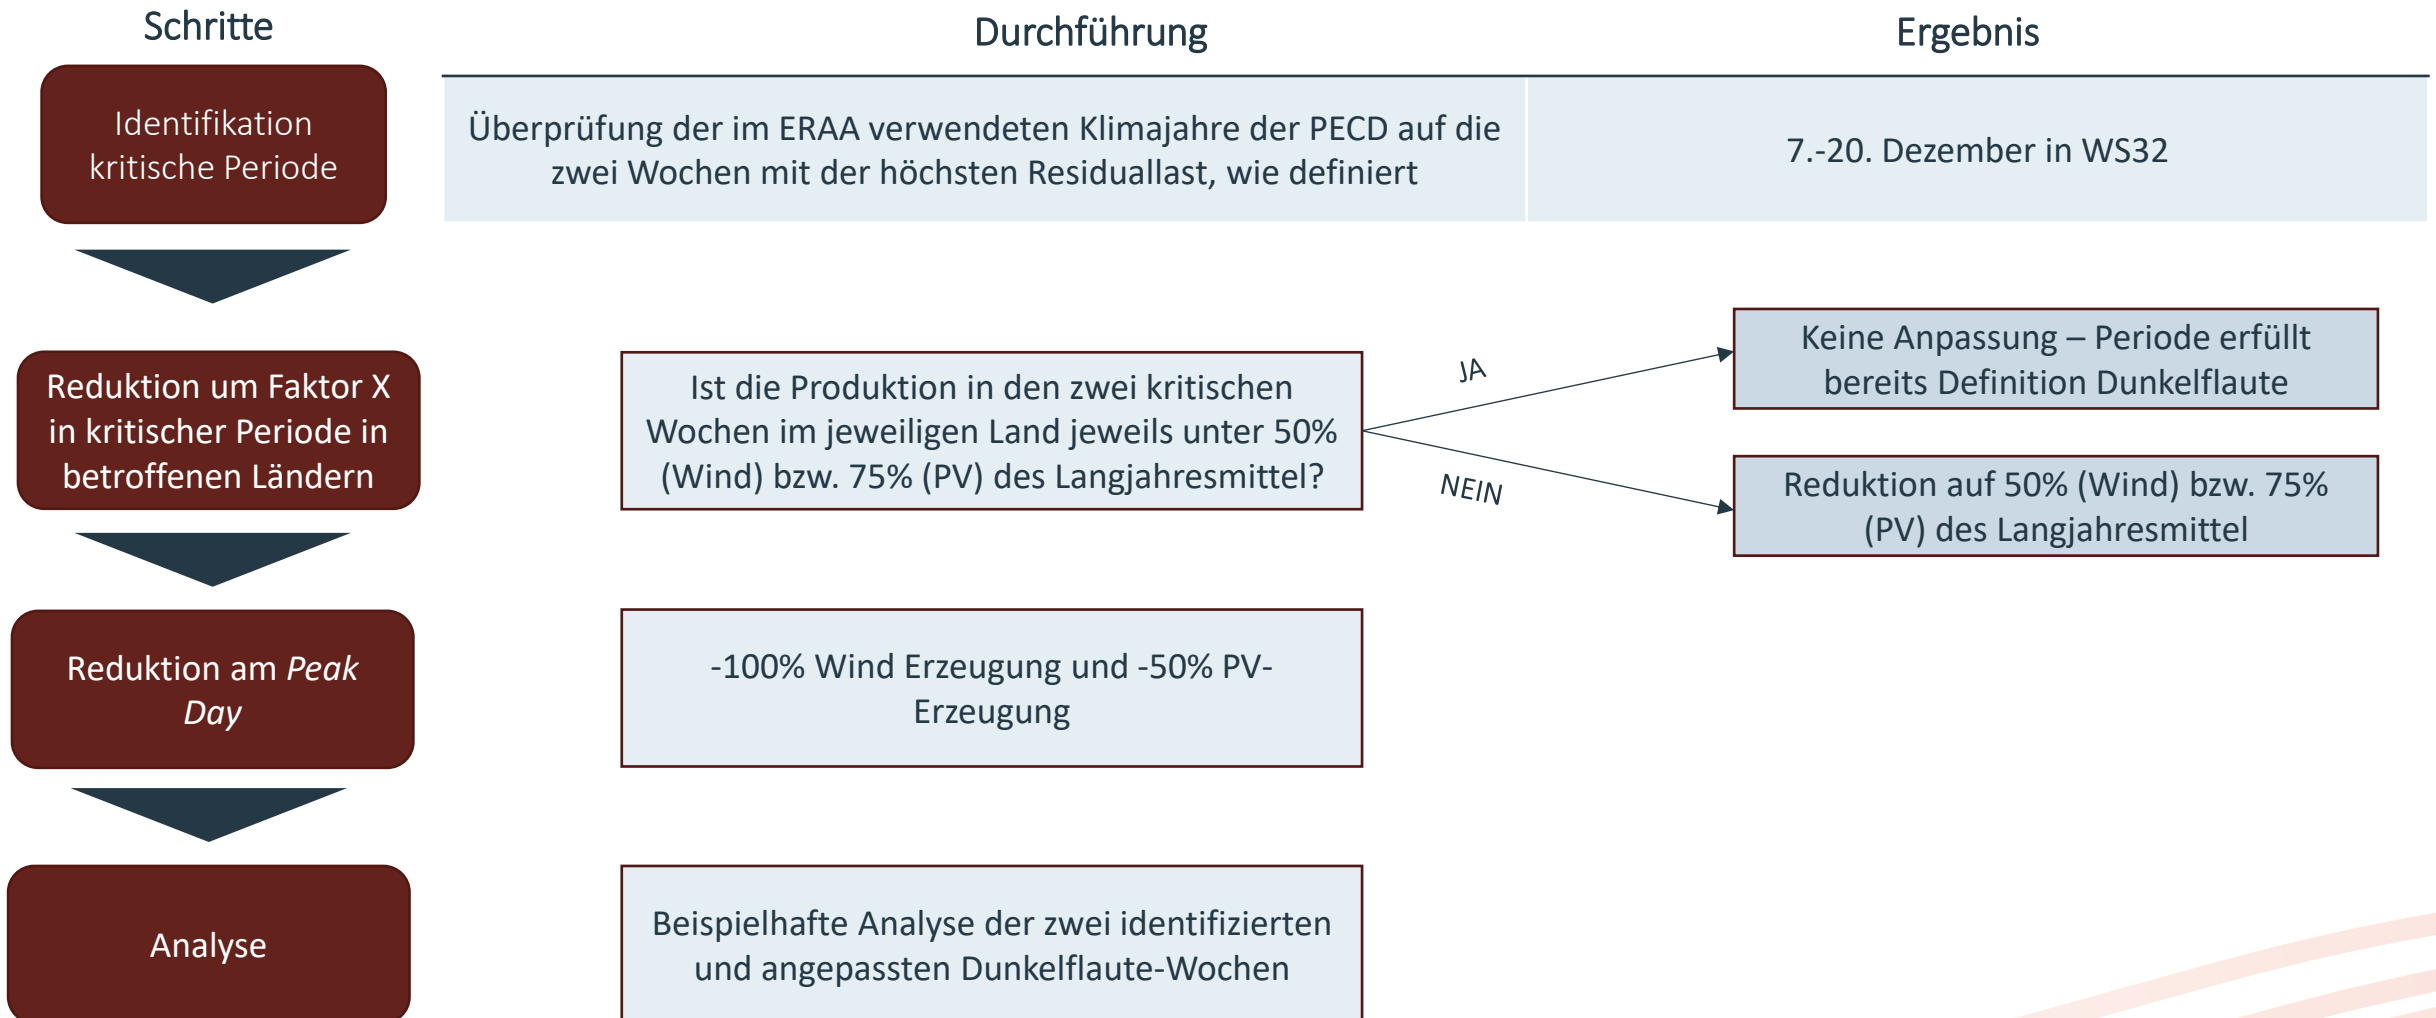 Schritte
Durchführung
Ergebnis
Identifikation
kritische Periode
Überprüfung der im ERAA verwendeten Klimajahre der PECD auf die
zwei Wochen mit der höchsten Residuallast, wie definiert
7.-20. Dezember in WS32
Reduktion um Faktor X
in kritischer Periode in
betroffenen Ländern
Ist die Produktion in den zwei kritischen
Wochen im jeweiligen Land jeweils unter 50%
(Wind) bzw. 75% (PV) des Langjahresmittel?
JA
Keine Anpassung – Periode erfüllt
bereits Definition Dunkelflaute
NEIN
Reduktion auf 50% (Wind) bzw. 75%
(PV) des Langjahresmittel
Reduktion am Peak
Day
-100% Wind Erzeugung und -50% PV-
Erzeugung
Analyse
Beispielhafte Analyse der zwei identifizierten
und angepassten Dunkelflaute-Wochen